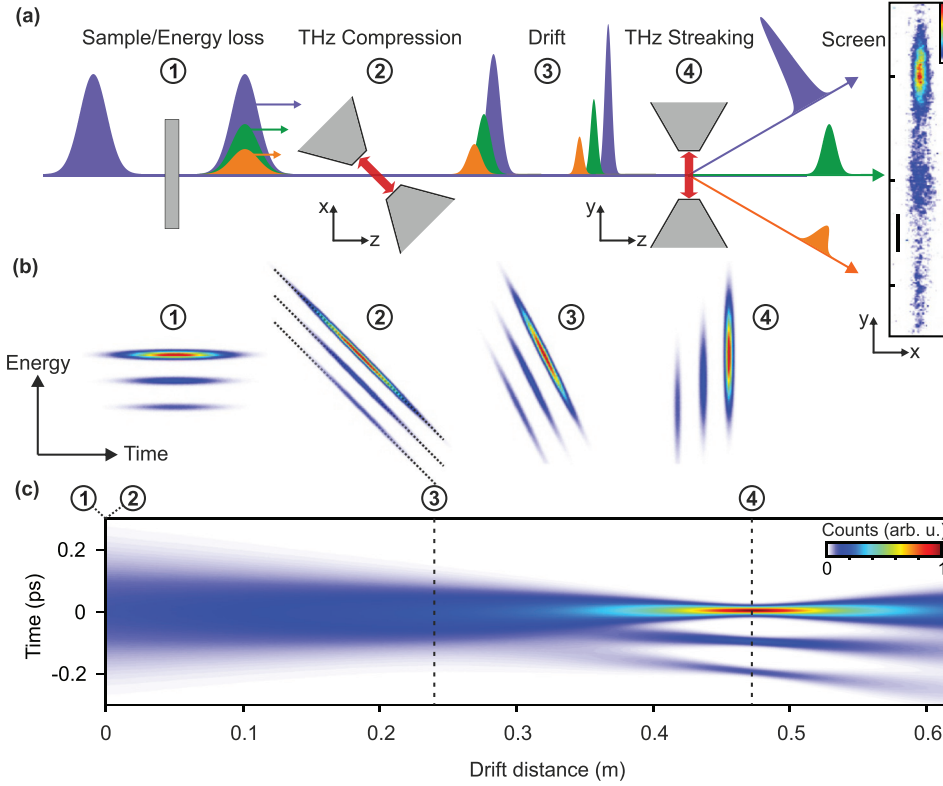 (a)
Sample/Energy loss THz Compression Drift THz Streaking Screen
① ② ③ ④
x
z
y
z
y
x
(b)
① ② ③ ④
Energy
Time
(c)
① ② ③ ④
Counts (arb. u.)
0 1
Time (ps)
0.2
0
-0.2
0 0.1 0.2 0.3 0.4 0.5 0.6
Drift distance (m)